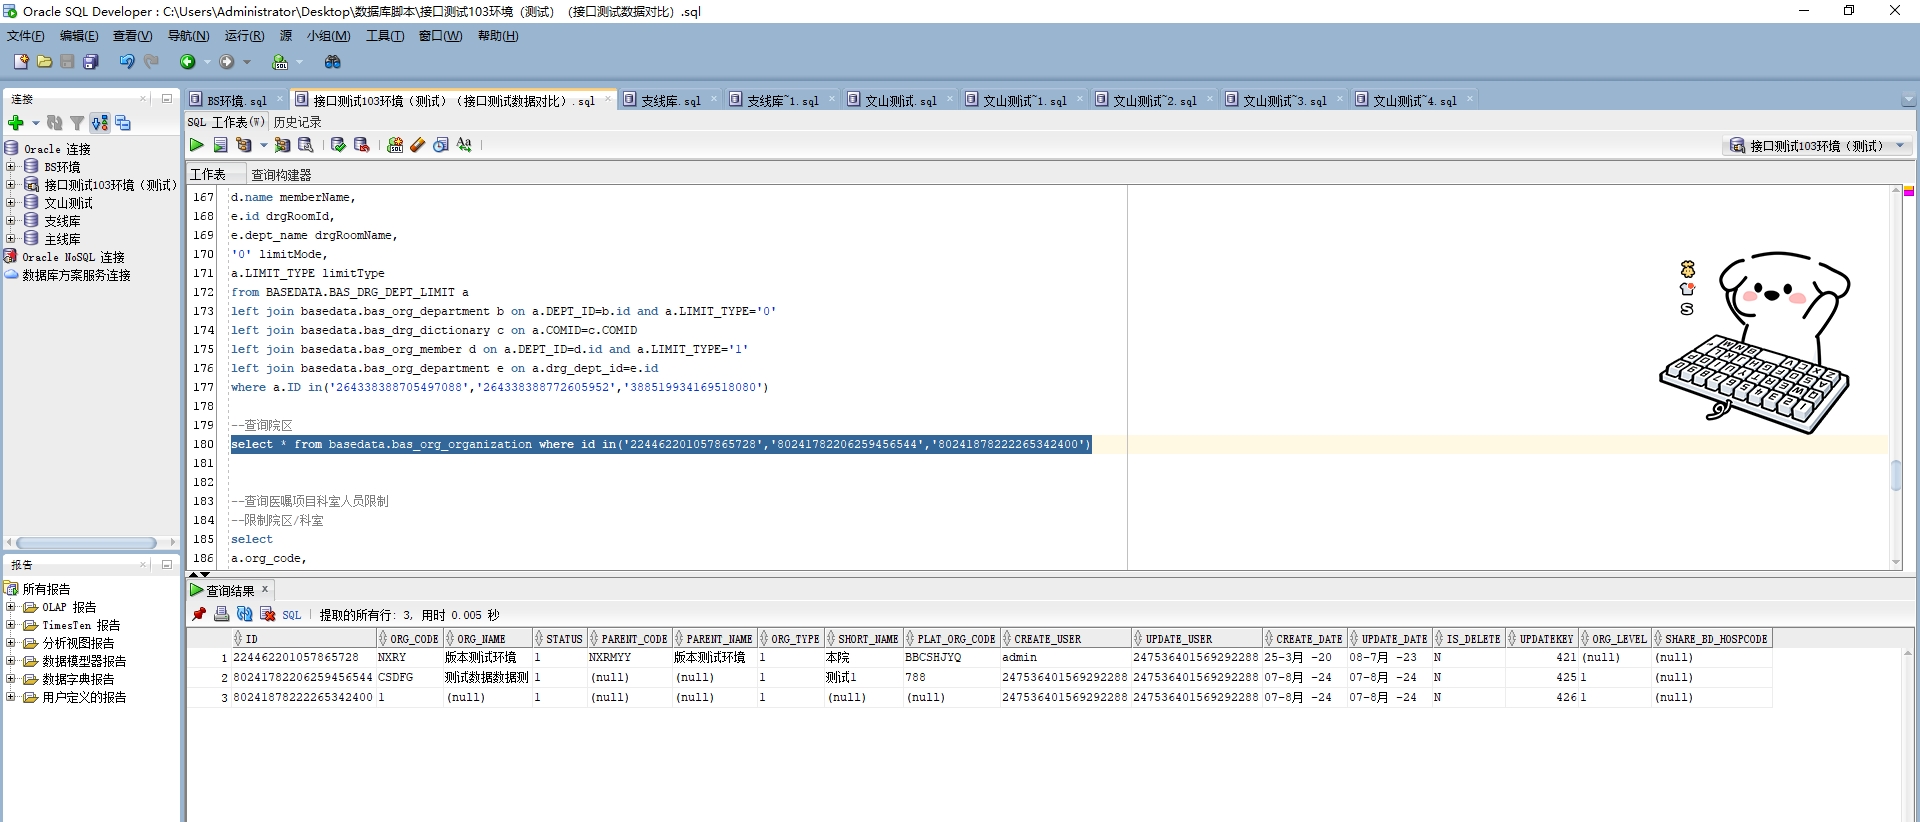 Oracle SQL Developer : C:\Users\Administrator\Desktop\数据库脚本\接口测试103环境（测试）（接口测试数据对比）.sql
文件(F) 编辑(E) 查看(V) 导航(N) 运行(R) 源 小组(M) 工具(T) 窗口(W) 帮助(H)
连接
BS环境.sql 接口测试103环境（测试）（接口测试数据对比）.sql 支线库.sql 支线库~1.sql 文山测试.sql 文山测试~1.sql 文山测试~2.sql 文山测试~3.sql 文山测试~4.sql
SQL 工作表(W) 历史记录
接口测试103环境（测试）
Oracle 连接
BS环境
接口测试103环境（测试）
文山测试
支线库
主线库
Oracle NoSQL 连接
数据库方案服务连接
工作表 查询构建器
167 d.name memberName,
168 e.id drgRoomId,
169 e.dept_name drgRoomName,
170 '0' limitMode,
171 a.LIMIT_TYPE limitType
172 from BASEDATA.BAS_DRG_DEPT_LIMIT a
173 left join basedata.bas_org_department b on a.DEPT_ID=b.id and a.LIMIT_TYPE='0'
174 left join basedata.bas_drg_dictionary c on a.COMID=c.COMID
175 left join basedata.bas_org_member d on a.DEPT_ID=d.id and a.LIMIT_TYPE='1'
176 left join basedata.bas_org_department e on a.drg_dept_id=e.id
177 where a.ID in('264338388705497088','264338388772605952','388519934169518080')
178
179 --查询院区
180 select * from basedata.bas_org_organization where id in('224462201057865728','80241782206259456544','80241878222265342400')
181
182
183 --查询医嘱项目科室人员限制
184 --限制院区/科室
185 select
186 a.org_code,
报告
所有报告
OLAP 报告
TimesTen 报告
分析视图报告
数据模型器报告
数据字典报告
用户定义的报告
查询结果
SQL 提取的所有行: 3, 用时 0.005 秒
ID ORG_CODE ORG_NAME STATUS PARENT_CODE PARENT_NAME ORG_TYPE SHORT_NAME PLAT_ORG_CODE CREATE_USER UPDATE_USER CREATE_DATE UPDATE_DATE IS_DELETE UPDATEKEY ORG_LEVEL SHARE_BD_HOSPCODE
1 224462201057865728 NXRY 版本测试环境 1 NXRMYY 版本测试环境 1 本院 BBCSHJYQ admin 247536401569292288 25-3月 -20 08-7月 -23 N 421 (null) (null)
2 80241782206259456544 CSDFG 测试数据数据测 1 (null) (null) 1 测试1 788 247536401569292288 247536401569292288 07-8月 -24 07-8月 -24 N 425 1 (null)
3 80241878222265342400 1 (null) 1 (null) (null) 1 (null) (null) 247536401569292288 247536401569292288 07-8月 -24 07-8月 -24 N 426 1 (null)